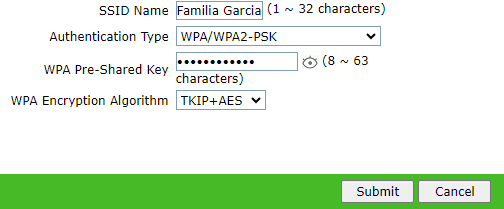 SSID Name Familia Garcia (1 ~ 32 characters)
Authentication Type WPA/WPA2-PSK
WPA Pre-Shared Key •••••••••••• (8 ~ 63
characters)
WPA Encryption Algorithm TKIP+AES
Submit Cancel